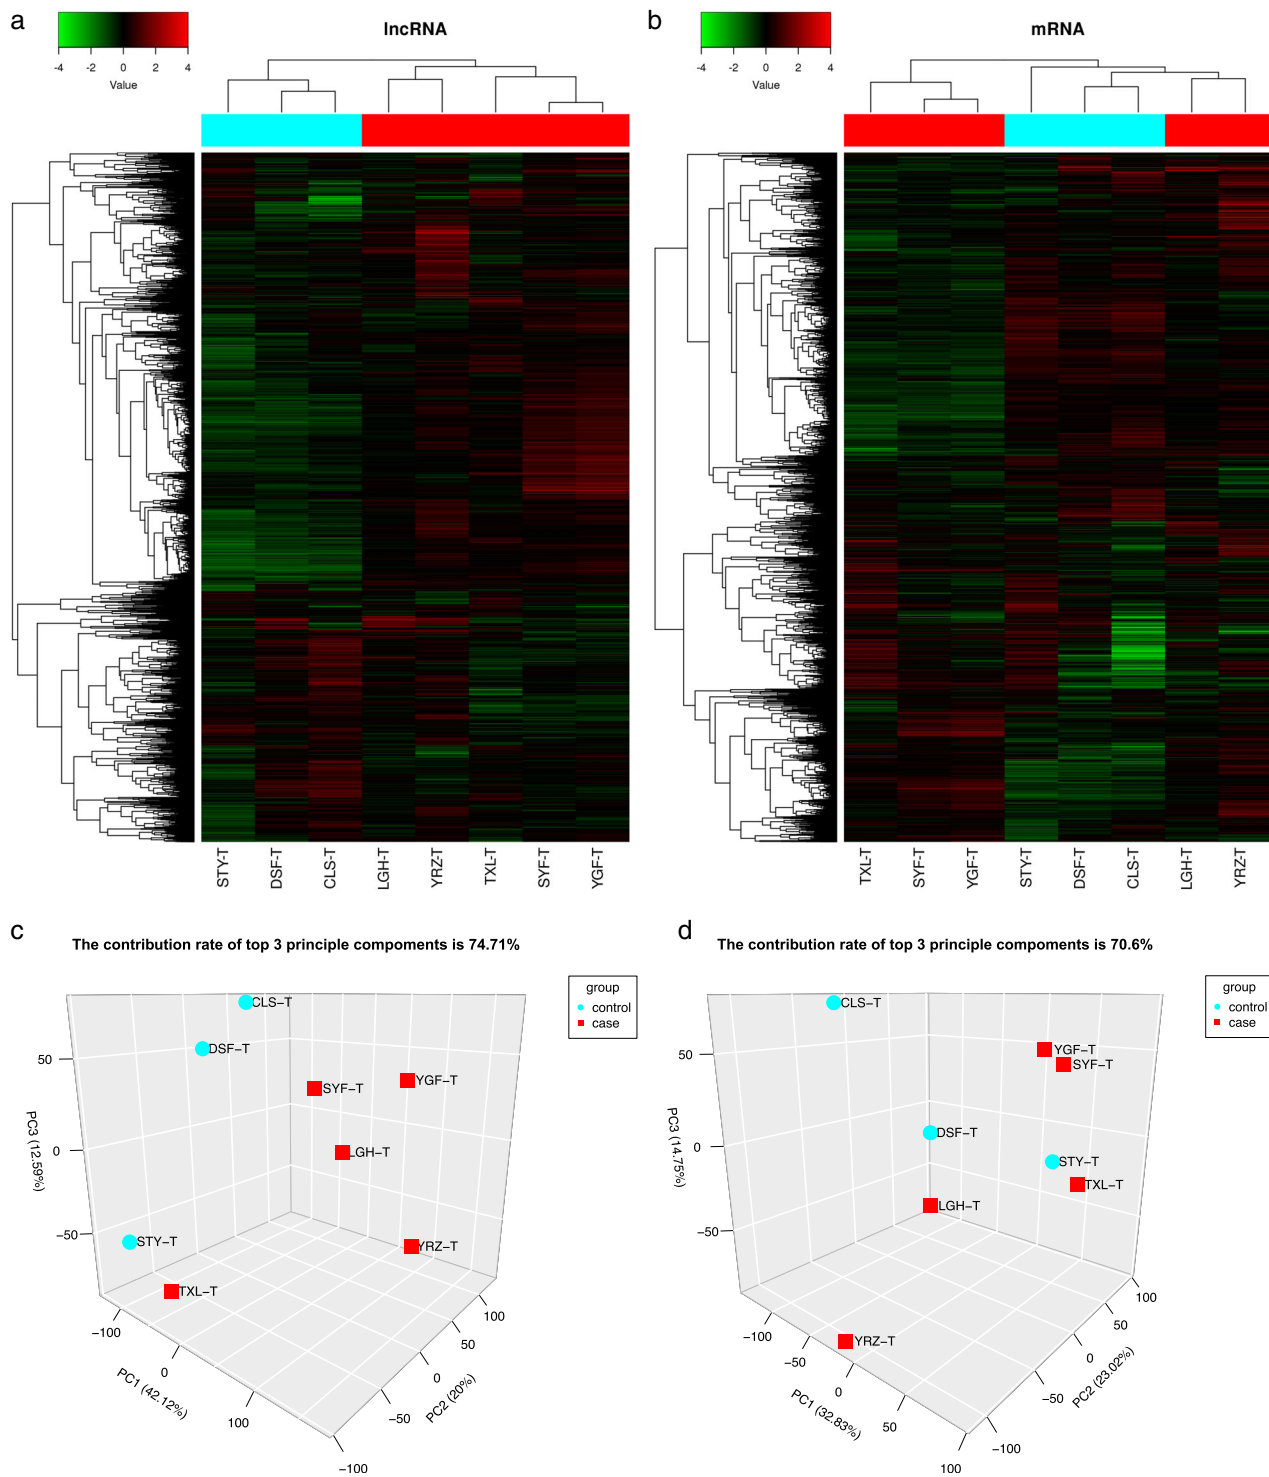 a
lncRNA
-4 -2 0 2 4
Value
STY-T DSF-T CLS-T LGH-T YRZ-T TXL-T SYF-T YGF-T
b
mRNA
-4 -2 0 2 4
Value
TXL-T SYF-T YGF-T STY-T DSF-T CLS-T LGH-T YRZ-T
c
The contribution rate of top 3 principle compoments is 74.71%
group
control
case
CLS-T
DSF-T
SYF-T
YGF-T
LGH-T
STY-T
YRZ-T
TXL-T
50
0
-50
PC3 (12.59%)
-100
0
100
PC1 (42.12%)
100
50
0
-50
-100
PC2 (20%)
d
The contribution rate of top 3 principle compoments is 70.6%
group
control
case
CLS-T
YGF-T
SYF-T
DSF-T
STY-T
TXL-T
LGH-T
YRZ-T
50
0
-50
PC3 (14.75%)
-100
-50
0
50
100
PC1 (32.83%)
100
50
0
-50
-100
PC2 (23.02%)